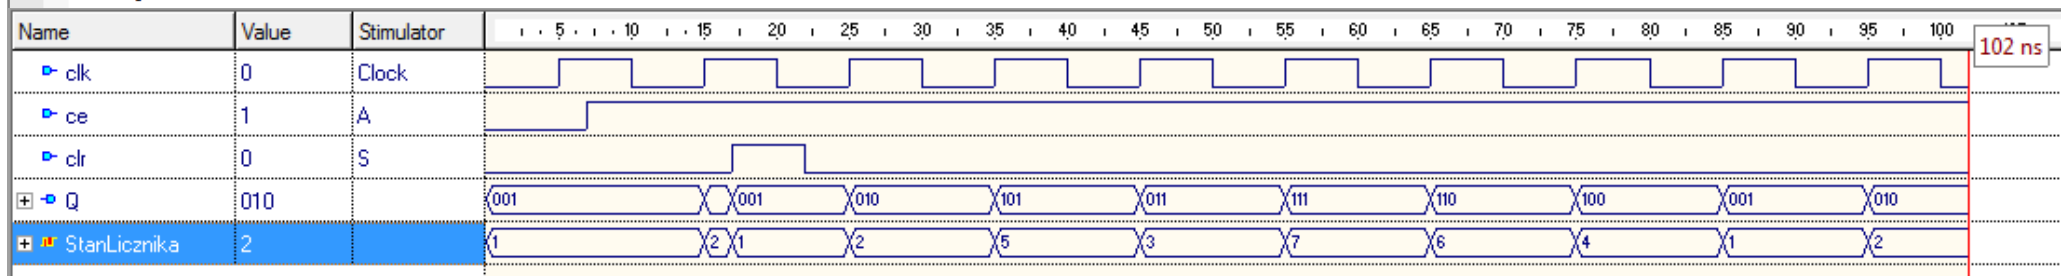 Name Value Stimulator 5 10 15 20 25 30 35 40 45 50 55 60 65 70 75 80 85 90 95 100
102 ns
clk 0 Clock
ce 1 A
clr 0 S
Q 010 001 001 010 101 011 111 110 100 001 010
StanLicznika 2 1 2 1 2 5 3 7 6 4 1 2